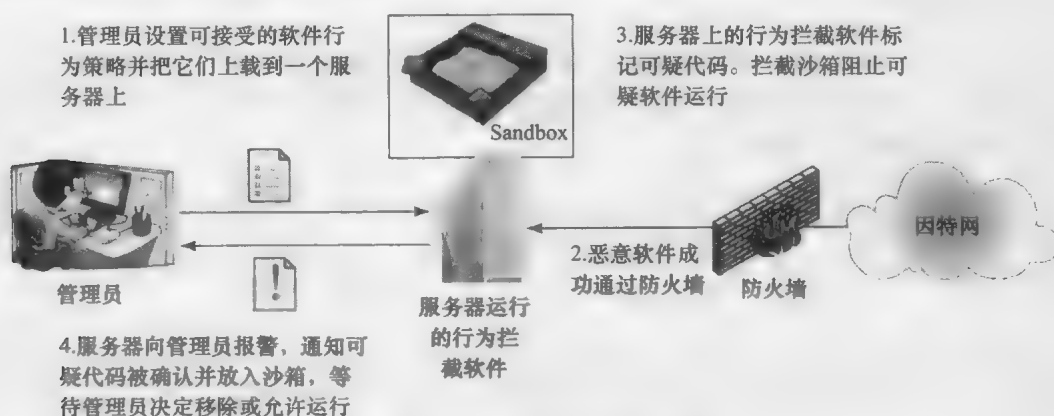 1.管理员设置可接受的软件行
为策略并把它们上载到一个服
务器上
Sandbox
3.服务器上的行为拦截软件标
记可疑代码。拦截沙箱阻止可
疑软件运行
因特网
2.恶意软件成
功通过防火墙
防火墙
管理员
服务器运行
的行为拦
截软件
4.服务器向管理员报警，通知可
疑代码被确认并放入沙箱，等
待管理员决定移除或允许运行